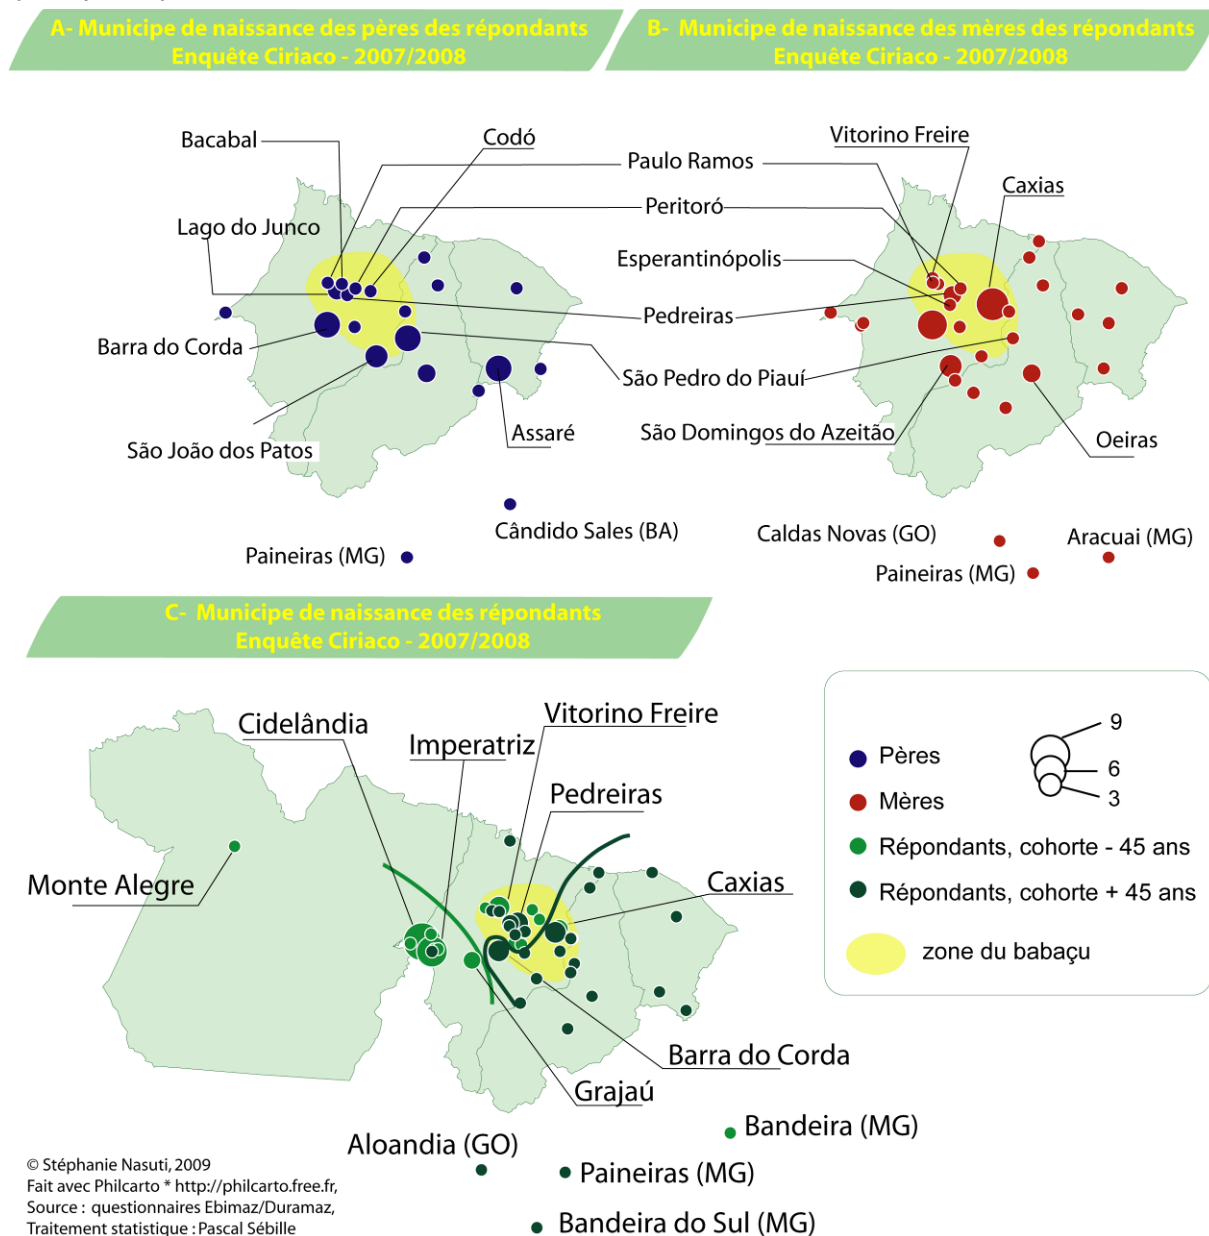 A- Municipe de naissance des pères des répondants
Enquête Ciriaco - 2007/2008
B- Municipe de naissance des mères des répondants
Enquête Ciriaco - 2007/2008
Bacabal
Codó
Paulo Ramos
Vitorino Freire
Caxias
Lago do Junco
Peritoró
Esperantinópolis
Pedreiras
Barra do Corda
São Pedro do Piauí
São João dos Patos
Assaré
São Domingos do Azeitão
Oeiras
Cândido Sales (BA)
Paineiras (MG)
Caldas Novas (GO)
Aracuai (MG)
Paineiras (MG)
C- Municipe de naissance des répondants
Enquête Ciriaco - 2007/2008
Cidelândia
Vitorino Freire
Imperatriz
Pedreiras
Monte Alegre
Caxias
Barra do Corda
Grajaú
Bandeira (MG)
Aloandia (GO)
Paineiras (MG)
Bandeira do Sul (MG)
9
6
3
Pères
Mères
Répondants, cohorte - 45 ans
Répondants, cohorte + 45 ans
zone du babaçu
© Stéphanie Nasuti, 2009
Fait avec Philcarto * http://philcarto.free.fr,
Source : questionnaires Ebimaz/Duramaz,
Traitement statistique : Pascal Sébille